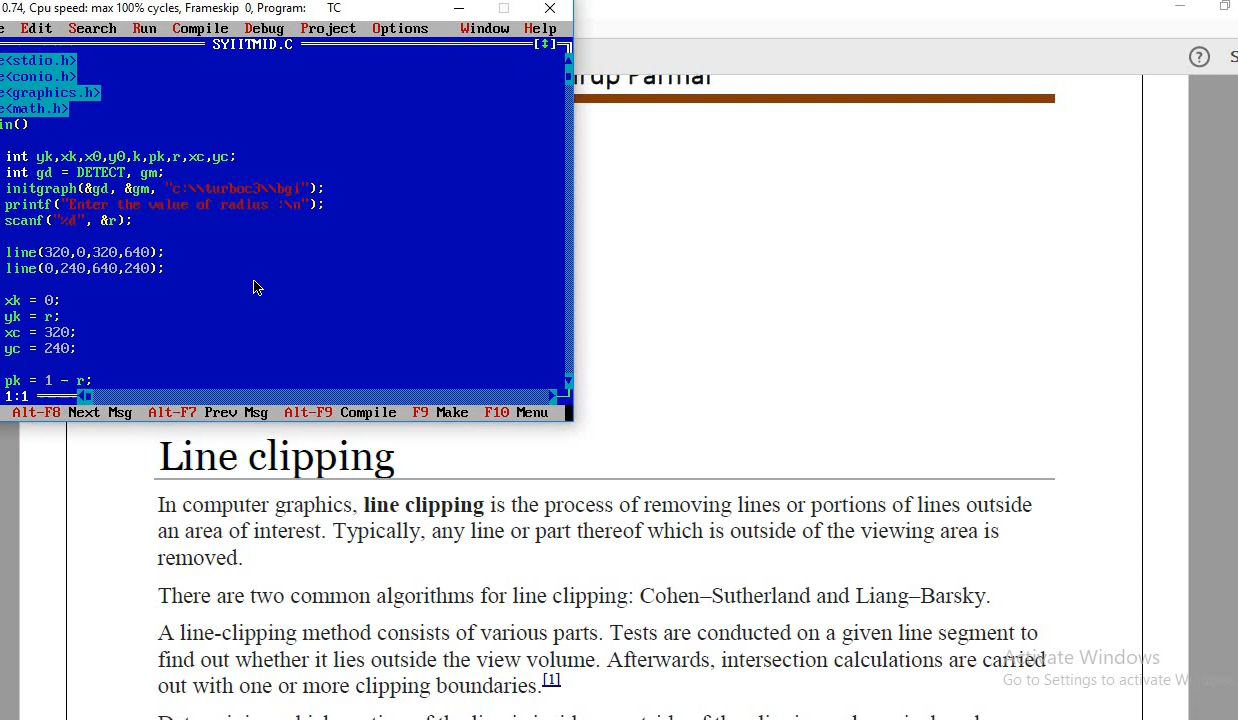 0.74, Cpu speed: max 100% cycles, Frameskip 0, Program: TC
Edit Search Run Compile Debug Project Options Window Help
SYIITMID.C [↕]
e<stdio.h>
e<conio.h>
e<graphics.h>
e<math.h>
in()
int yk,xk,x0,y0,k,pk,r,xc,yc;
int gd = DETECT, gm;
initgraph(&gd, &gm, "c:\\turboc3\\bgi");
printf("Enter the value of radius :\n");
scanf("%d", &r);
line(320,0,320,640);
line(0,240,640,240);
xk = 0;
yk = r;
xc = 320;
yc = 240;
pk = 1 - r;
1:1
Alt-F8 Next Msg Alt-F7 Prev Msg Alt-F9 Compile F9 Make F10 Menu
?
Line clipping
In computer graphics, line clipping is the process of removing lines or portions of lines outside
an area of interest. Typically, any line or part thereof which is outside of the viewing area is
removed.
There are two common algorithms for line clipping: Cohen–Sutherland and Liang–Barsky.
A line-clipping method consists of various parts. Tests are conducted on a given line segment to
find out whether it lies outside the view volume. Afterwards, intersection calculations are carried
out with one or more clipping boundaries.[1]
Activate Windows
Go to Settings to activate